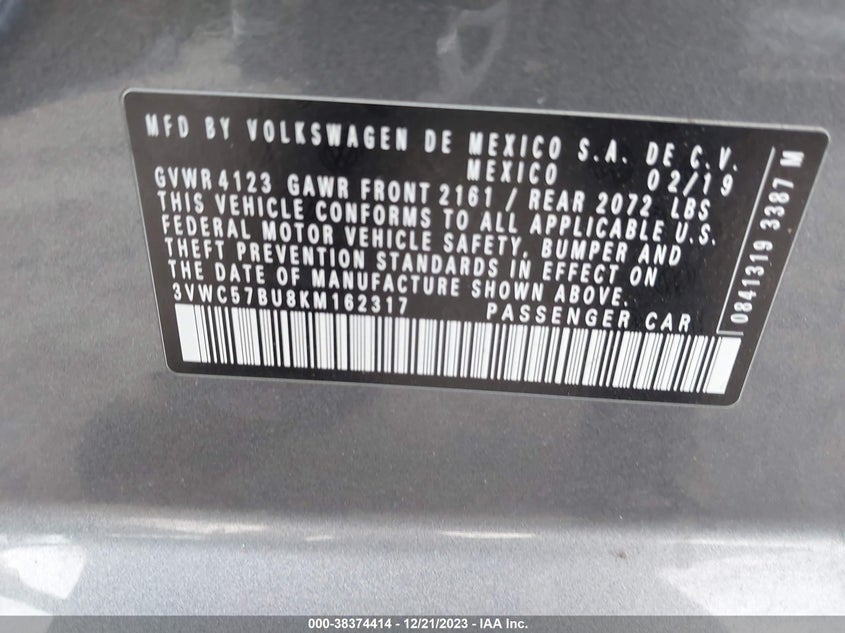 MFD BY VOLKSWAGEN DE MEXICO S.A. DE C.V.
MEXICO 02/19
GVWR 4123 GAWR FRONT 2161 / REAR 2072 LBS
THIS VEHICLE CONFORMS TO ALL APPLICABLE U.S.
FEDERAL MOTOR VEHICLE SAFETY, BUMPER AND
THEFT PREVENTION STANDARDS IN EFFECT ON
THE DATE OF MANUFACTURE SHOWN ABOVE.
3VWC57BU8KM162317 PASSENGER CAR
0841319 3387 M
000-38374414 - 12/21/2023 - IAA Inc.